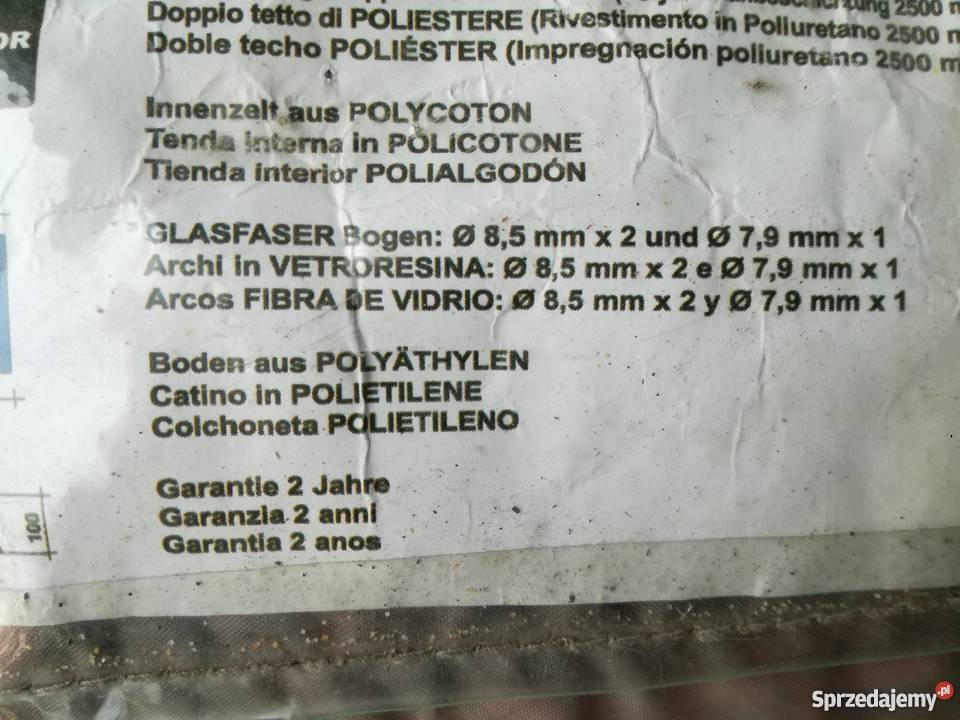 2500
Doppio tetto di POLIESTERE (Rivestimento in Poliuretano 2500
Doble techo POLIÉSTER (Impregnación poliuretano 2500
OR
Innenzelt aus POLYCOTON
Tenda interna in POLICOTONE
Tienda interior POLIALGODÓN
GLASFASER Bogen: Ø 8,5 mm x 2 und Ø 7,9 mm x 1
Archi in VETRORESINA: Ø 8,5 mm x 2 e Ø 7,9 mm x 1
Arcos FIBRA DE VIDRIO: Ø 8,5 mm x 2 y Ø 7,9 mm x 1
Boden aus POLYÄTHYLEN
Catino in POLIETILENE
Colchoneta POLIETILENO
Garantie 2 Jahre
Garanzia 2 anni
Garantia 2 anos
100
Sprzedajemy.pl